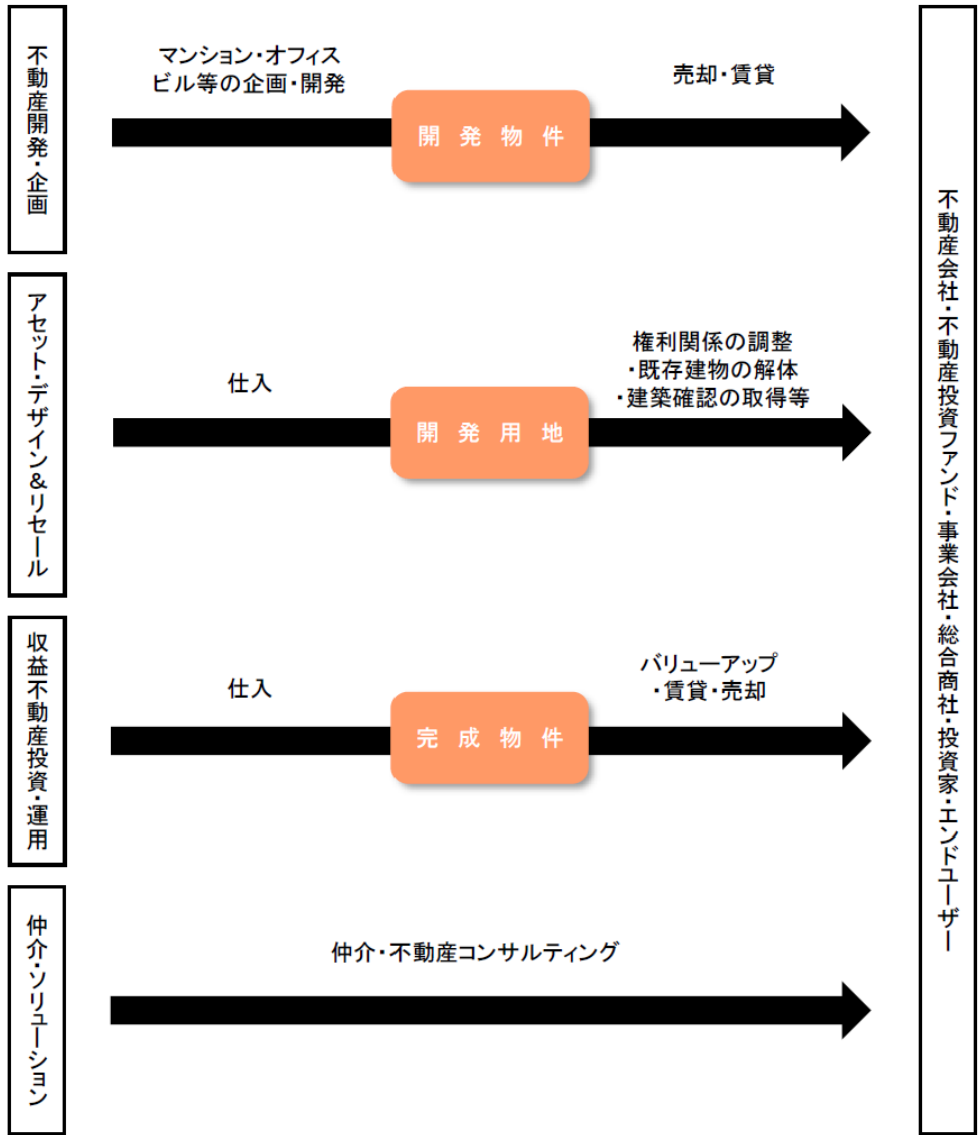 不動産開発・企画
マンション・オフィス
ビル等の企画・開発
開発物件
売却・賃貸
アセット・デザイン&リセール
仕入
開発用地
権利関係の調整
・既存建物の解体
・建築確認の取得等
収益不動産投資・運用
仕入
完成物件
バリューアップ
・賃貸・売却
仲介・ソリューション
仲介・不動産コンサルティング
不動産会社・不動産投資ファンド・事業会社・総合商社・投資家・エンドユーザー